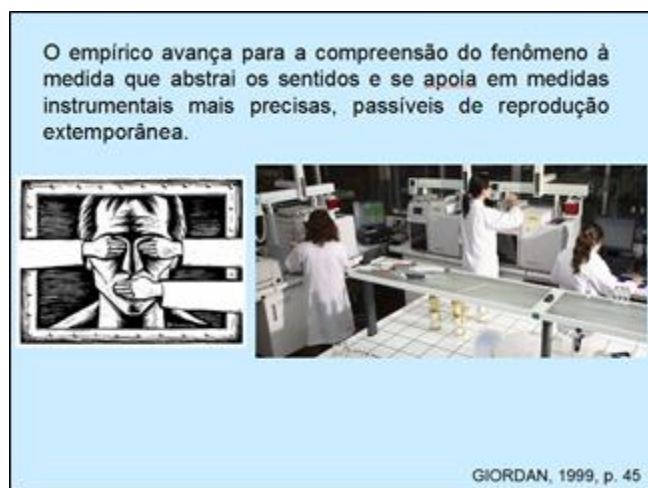 O empírico avança para a compreensão do fenômeno à
medida que abstrai os sentidos e se apoia em medidas
instrumentais mais precisas, passíveis de reprodução
extemporânea.
GIORDAN, 1999, p. 45